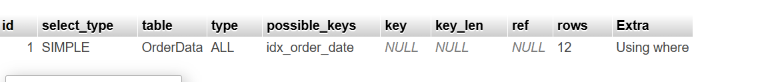 id select_type table type possible_keys key key_len ref rows Extra
1 SIMPLE OrderData ALL idx_order_date NULL NULL NULL 12 Using where